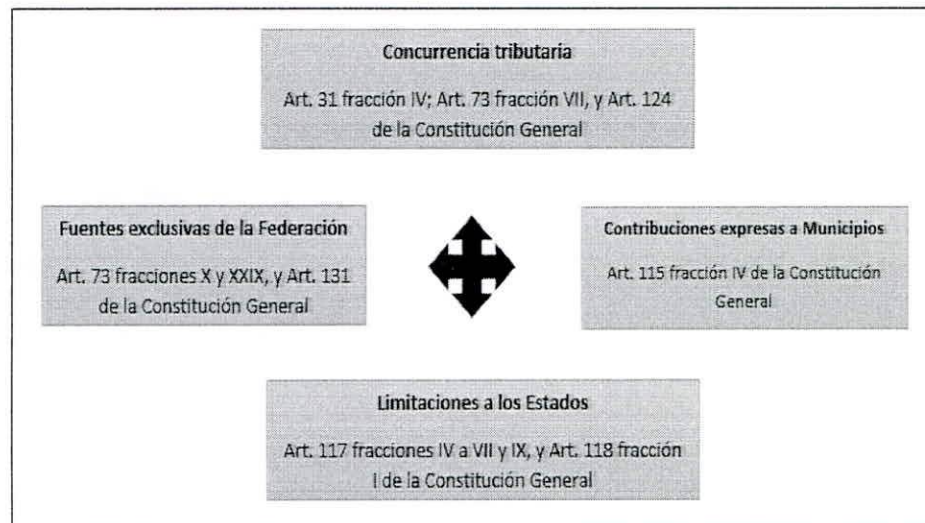 Concurrencia tributaria
Art. 31 fracción IV; Art. 73 fracción VII, y Art. 124
de la Constitución General
Fuentes exclusivas de la Federación
Art. 73 fracciones X y XXIX, y Art. 131
de la Constitución General
Contribuciones expresas a Municipios
Art. 115 fracción IV de la Constitución
General
Limitaciones a los Estados
Art. 117 fracciones IV a VII y IX, y Art. 118 fracción
I de la Constitución General